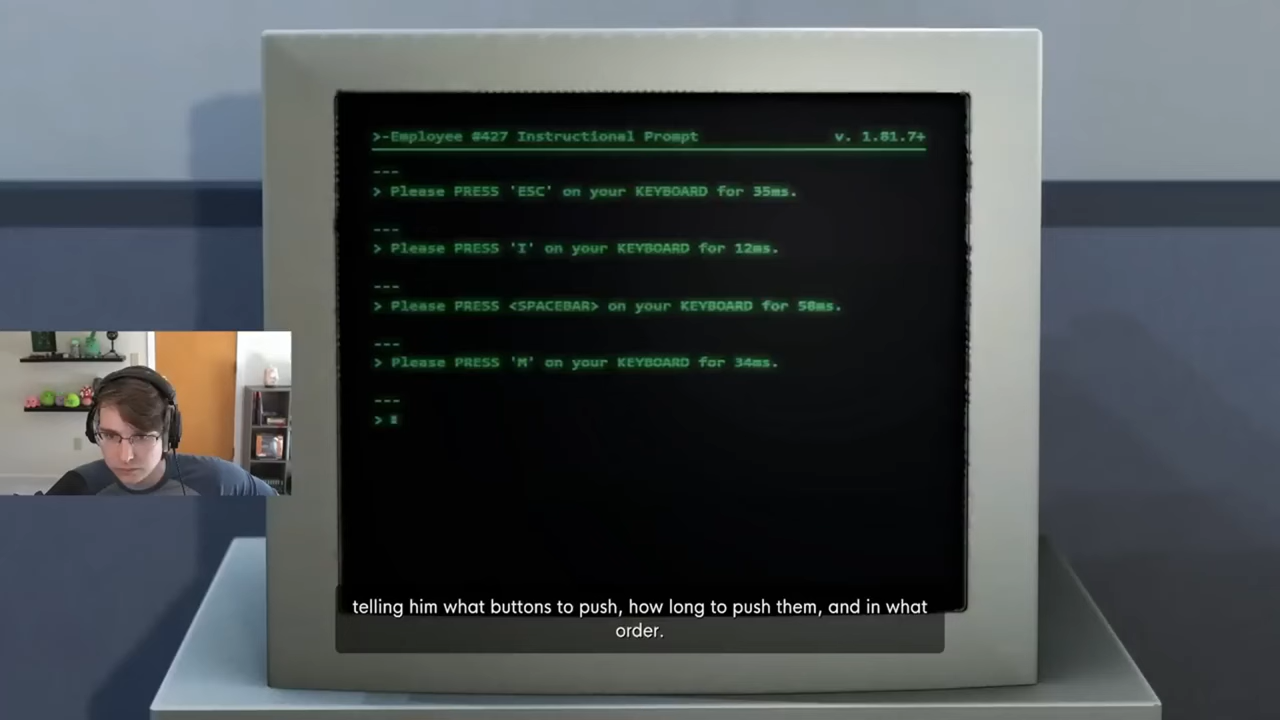 >-Employee #427 Instructional Prompt v. 1.81.7+
---
> Please PRESS 'ESC' on your KEYBOARD for 35ms.
---
> Please PRESS 'I' on your KEYBOARD for 12ms.
---
> Please PRESS <SPACEBAR> on your KEYBOARD for 58ms.
---
> Please PRESS 'M' on your KEYBOARD for 34ms.
---
>
telling him what buttons to push, how long to push them, and in what
order.